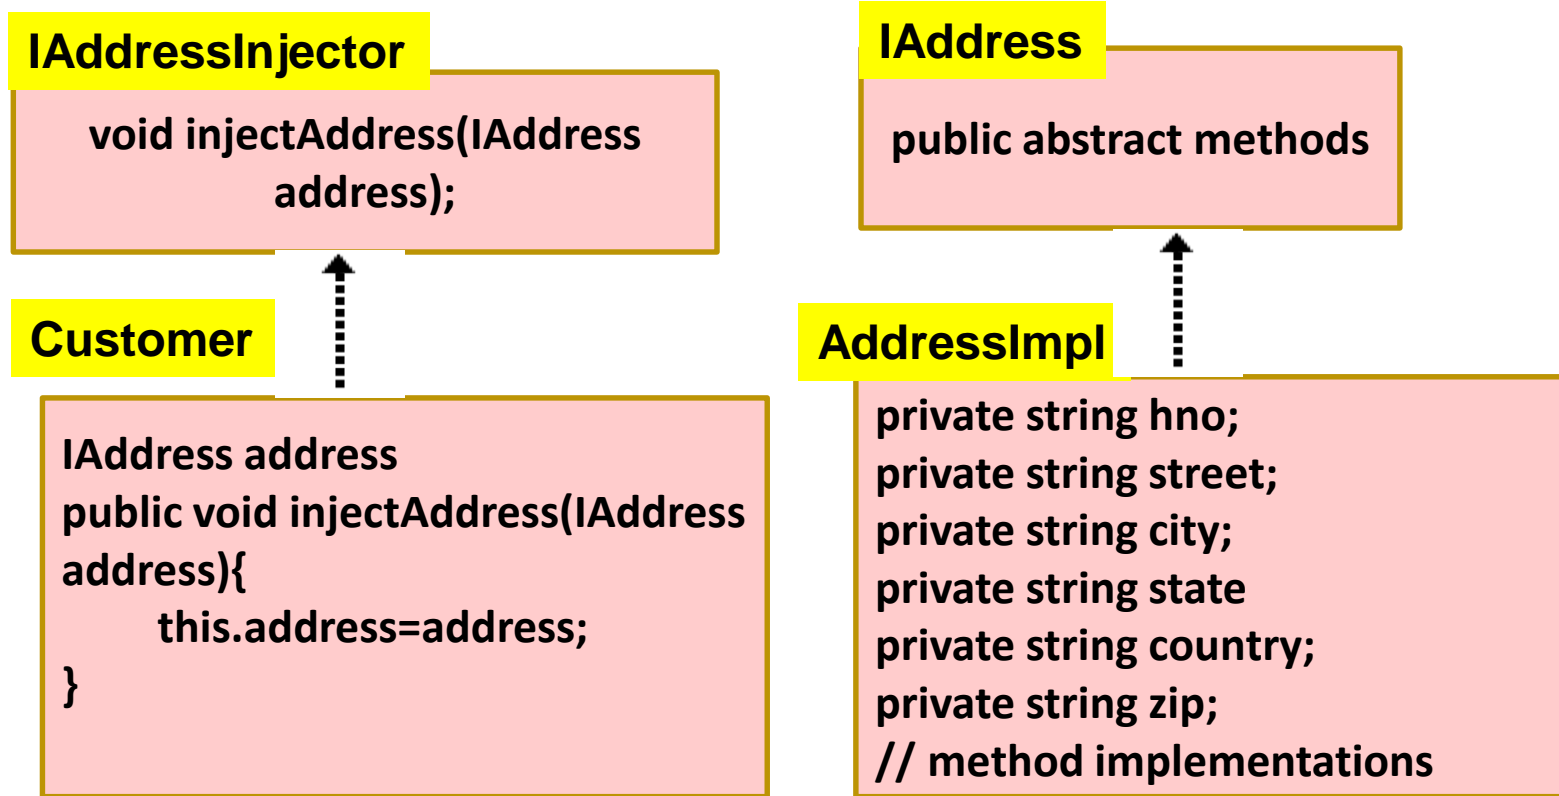 IAddressInjector
void injectAddress(IAddress
address);
Customer
IAddress address
public void injectAddress(IAddress
address){
this.address=address;
}
IAddress
public abstract methods
AddressImpl
private string hno;
private string street;
private string city;
private string state
private string country;
private string zip;
// method implementations